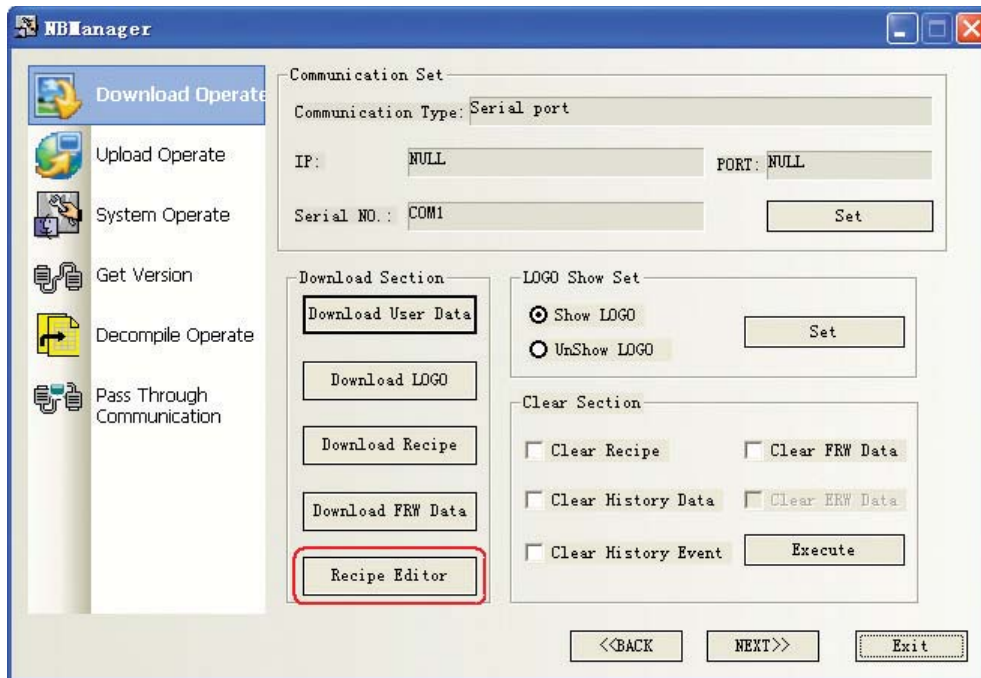 NBManager
Download Operate
Upload Operate
System Operate
Get Version
Decompile Operate
Pass Through
Communication
Communication Set
Communication Type: Serial port
IP: NULL PORT: NULL
Serial NO.: COM1 Set
Download Section
Download User Data
Download LOGO
Download Recipe
Download FRW Data
Recipe Editor
LOGO Show Set
Show LOGO
UnShow LOGO
Set
Clear Section
Clear Recipe Clear FRW Data
Clear History Data Clear ERW Data
Clear History Event Execute
<<BACK NEXT>> Exit